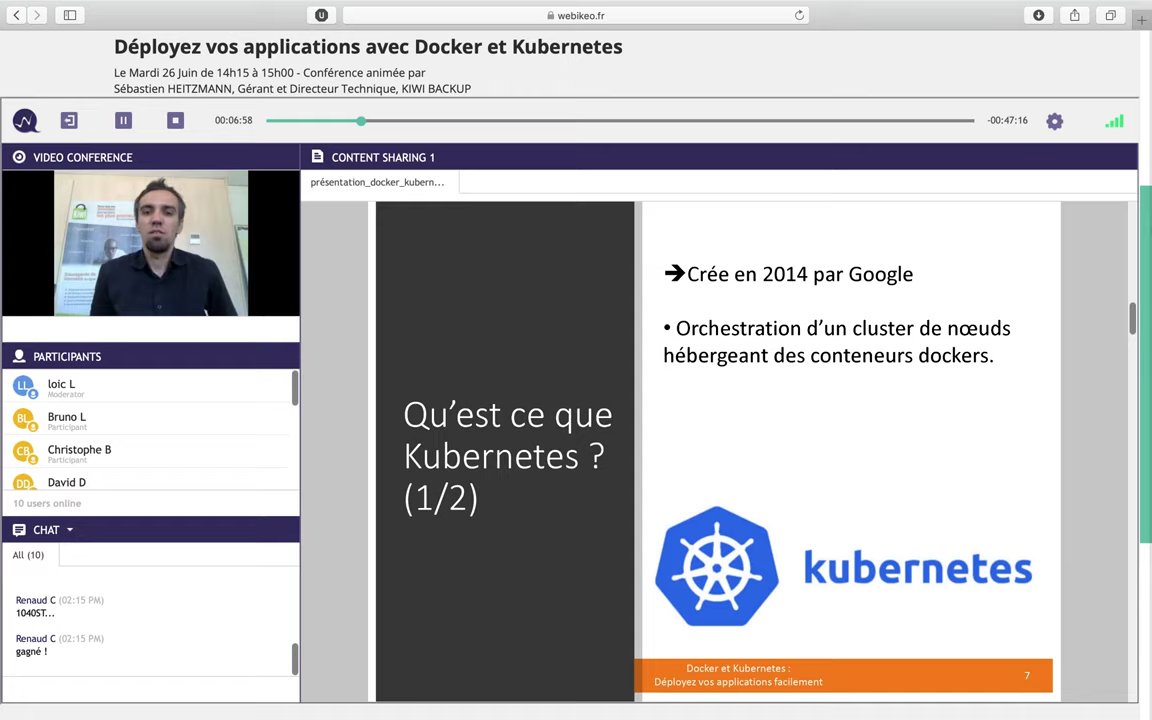 webikeo.fr
Déployez vos applications avec Docker et Kubernetes
Le Mardi 26 Juin de 14h15 à 15h00 - Conférence animée par
Sébastien HEITZMANN, Gérant et Directeur Technique, KIWI BACKUP
00:06:58
-00:47:16
VIDEO CONFERENCE
CONTENT SHARING 1
présentation_docker_kubern...
PARTICIPANTS
LL
loic L
Moderator
BL
Bruno L
Participant
CB
Christophe B
Participant
DD
David D
10 users online
CHAT
All (10)
Renaud C (02:15 PM)
1040ST...
Renaud C (02:15 PM)
gagné !
Qu’est ce que
Kubernetes ?
(1/2)
➔Crée en 2014 par Google
• Orchestration d’un cluster de nœuds
hébergeant des conteneurs dockers.
kubernetes
Docker et Kubernetes :
Déployez vos applications facilement
7